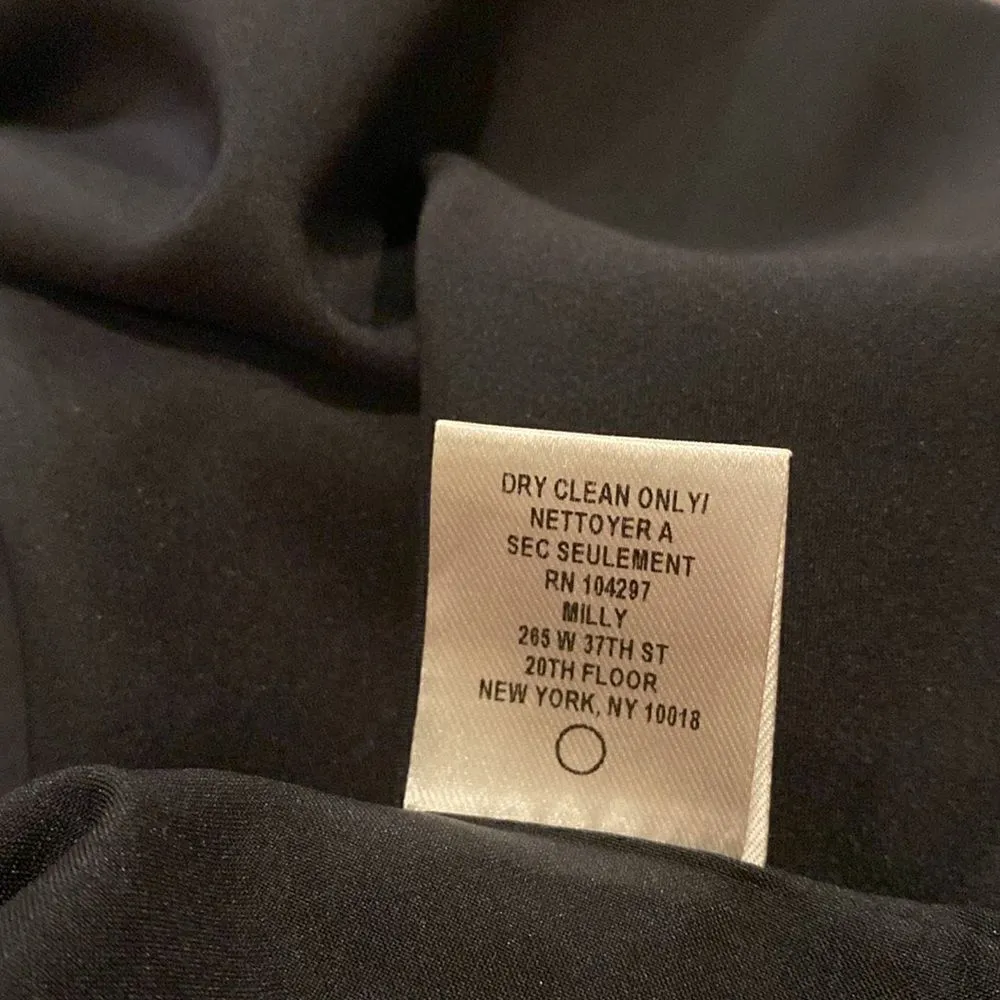 DRY CLEAN ONLY/
NETTOYER A
SEC SEULEMENT
RN 104297
MILLY
265 W 37TH ST
20TH FLOOR
NEW YORK, NY 10018